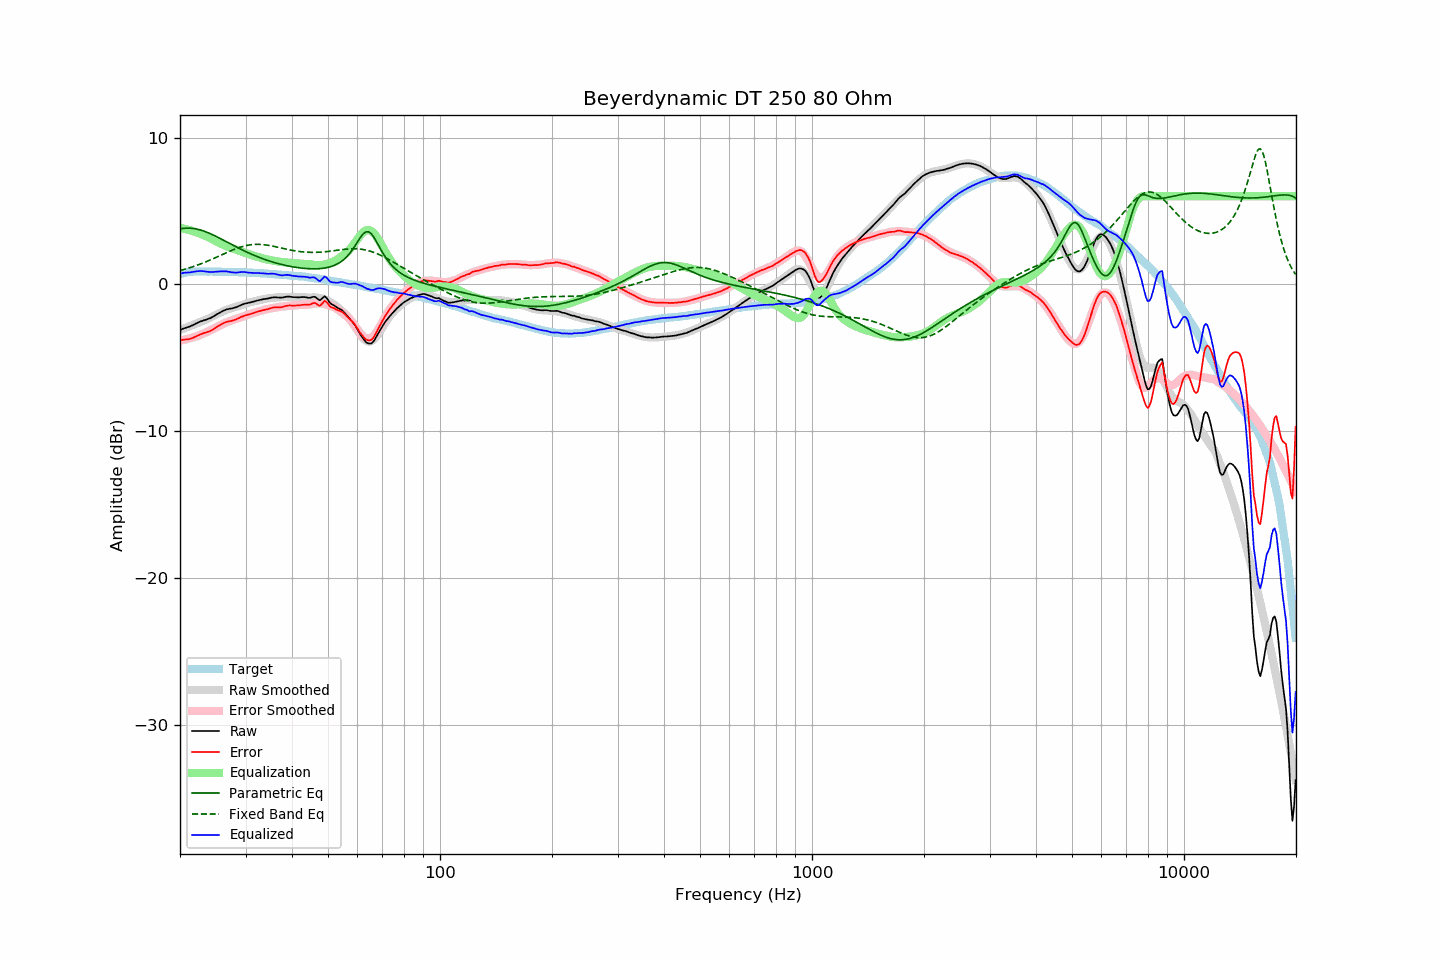 Beyerdynamic DT 250 80 Ohm
10
0
−10
−20
−30
Amplitude (dBr)
Target
Raw Smoothed
Error Smoothed
Raw
Error
Equalization
Parametric Eq
Fixed Band Eq
Equalized
100
1000
10000
Frequency (Hz)